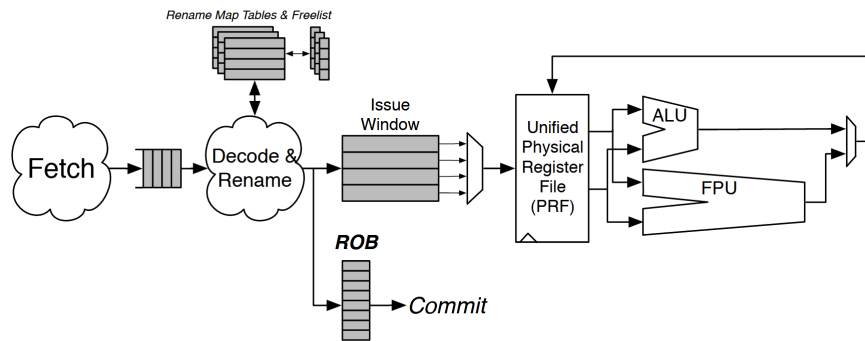 Rename Map Tables & Freelist
Fetch
Decode &
Rename
Issue
Window
Unified
Physical
Register
File
(PRF)
ALU
FPU
ROB
Commit